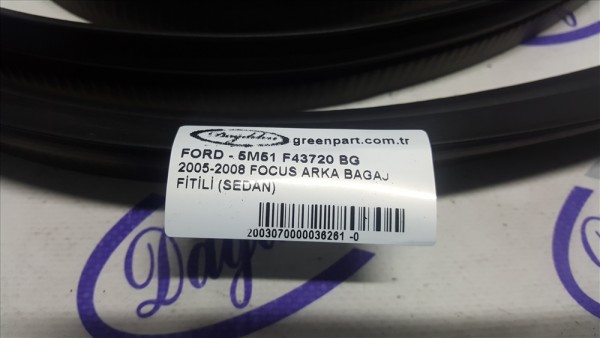 greenpart.com.tr
FORD - 5M51 F43720 BG
2005-2008 FOCUS ARKA BAGAJ
FİTİLİ (SEDAN)
2003070000036261 -0